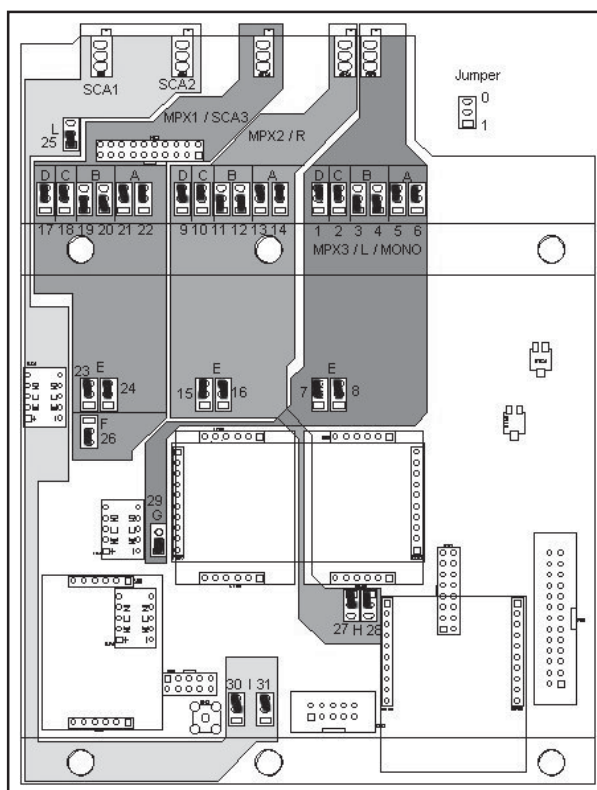 SCA1
SCA2
Jumper
0
1
MPX1 / SCA3
MPX2 / R
L
25
D C B A
D C B A
D C B A
17 18 19 20 21 22
9 10 11 12 13 14
1 2 3 4 5 6
MPX3 / L / MONO
23 E 24
15 E 16
7 E 8
F
26
29
G
27 H 28
30 I 31